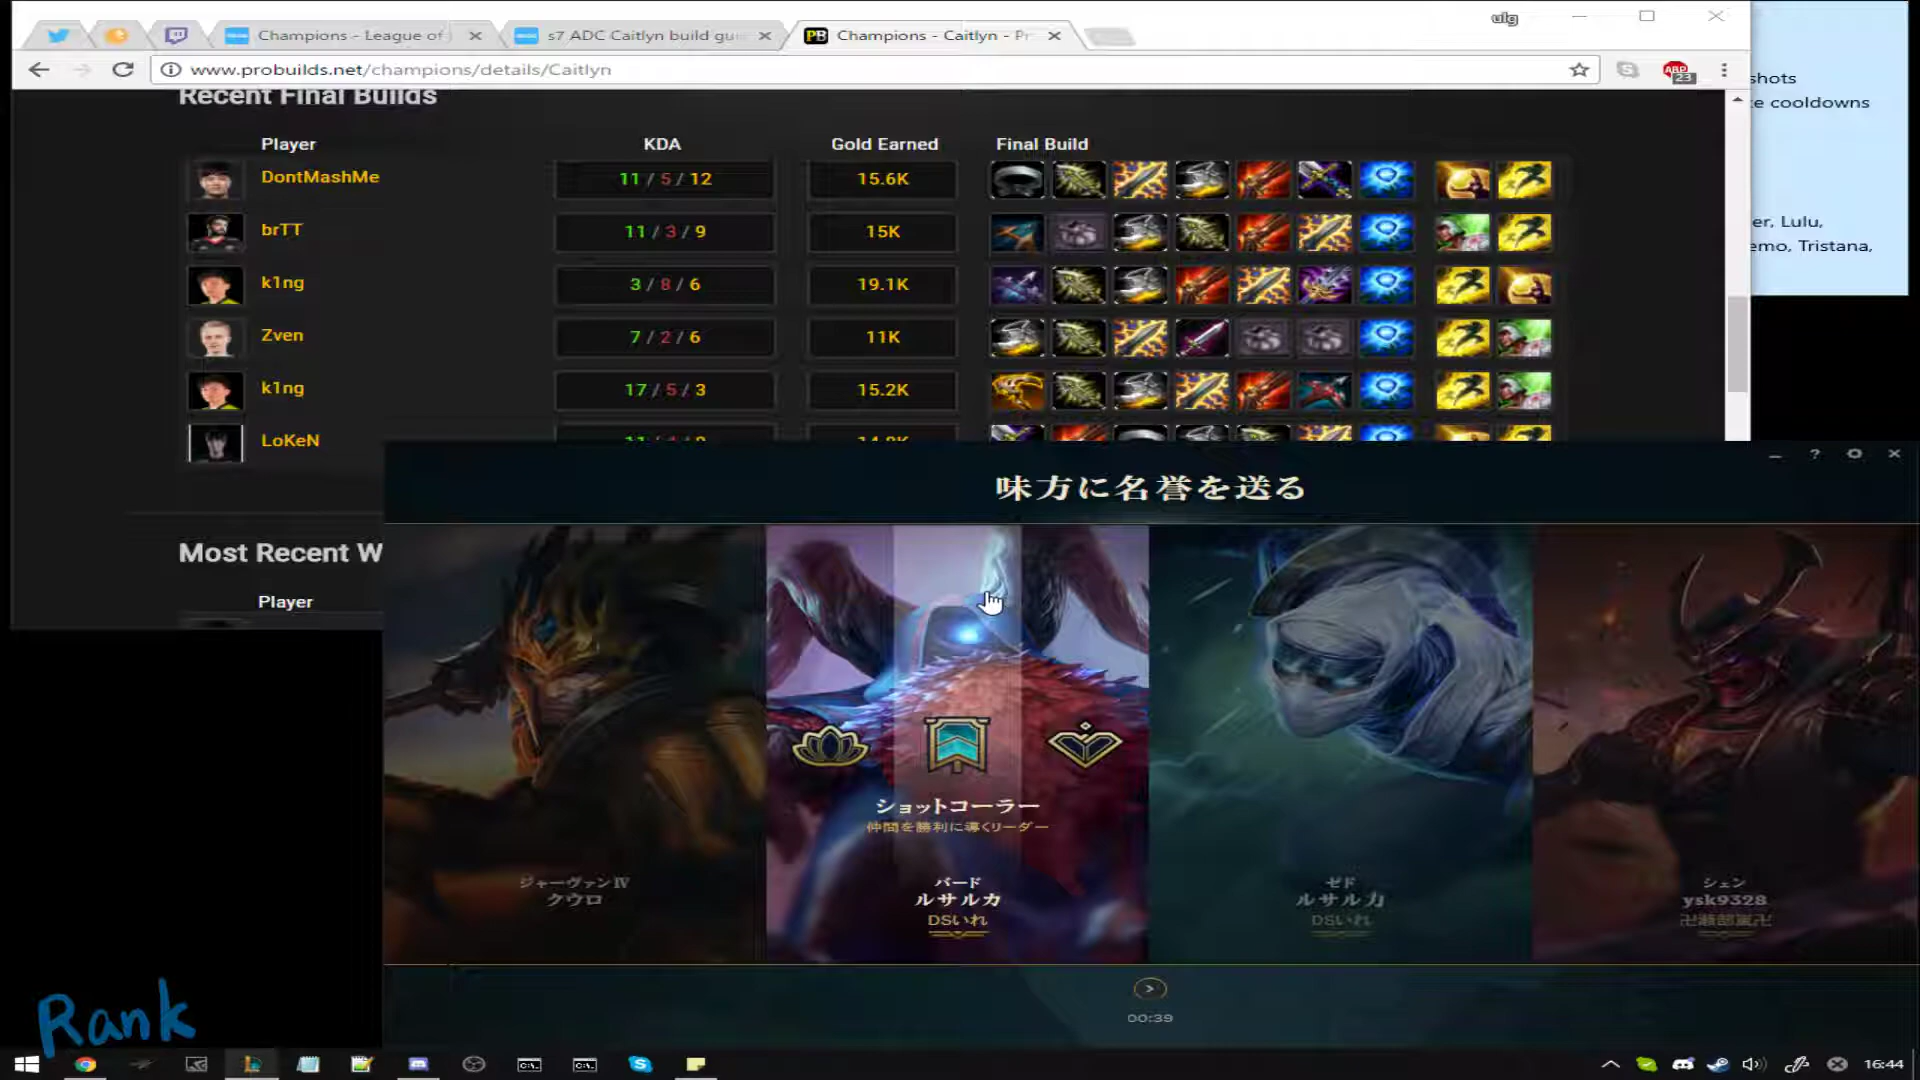 ulg
Champions - League of
s7 ADC Caitlyn build gui
Champions - Caitlyn - Pr
www.probuilds.net/champions/details/Caitlyn
ABP
23
shots
e cooldowns
er, Lulu,
emo, Tristana,
Recent Final Builds
Player KDA Gold Earned Final Build
DontMashMe 11 / 5 / 12 15.6K
brTT 11 / 3 / 9 15K
k1ng 3 / 8 / 6 19.1K
Zven 7 / 2 / 6 11K
k1ng 17 / 5 / 3 15.2K
LoKeN
Most Recent W
Player
味方に名誉を送る
ショットコーラー
仲間を勝利に導くリーダー
ジャーヴァンIV
クウロ
バード
ルサルカ
DSいれ
ゼド
ルサルカ
DSいれ
シェン
ysk9328
00:39
Rank
16:44